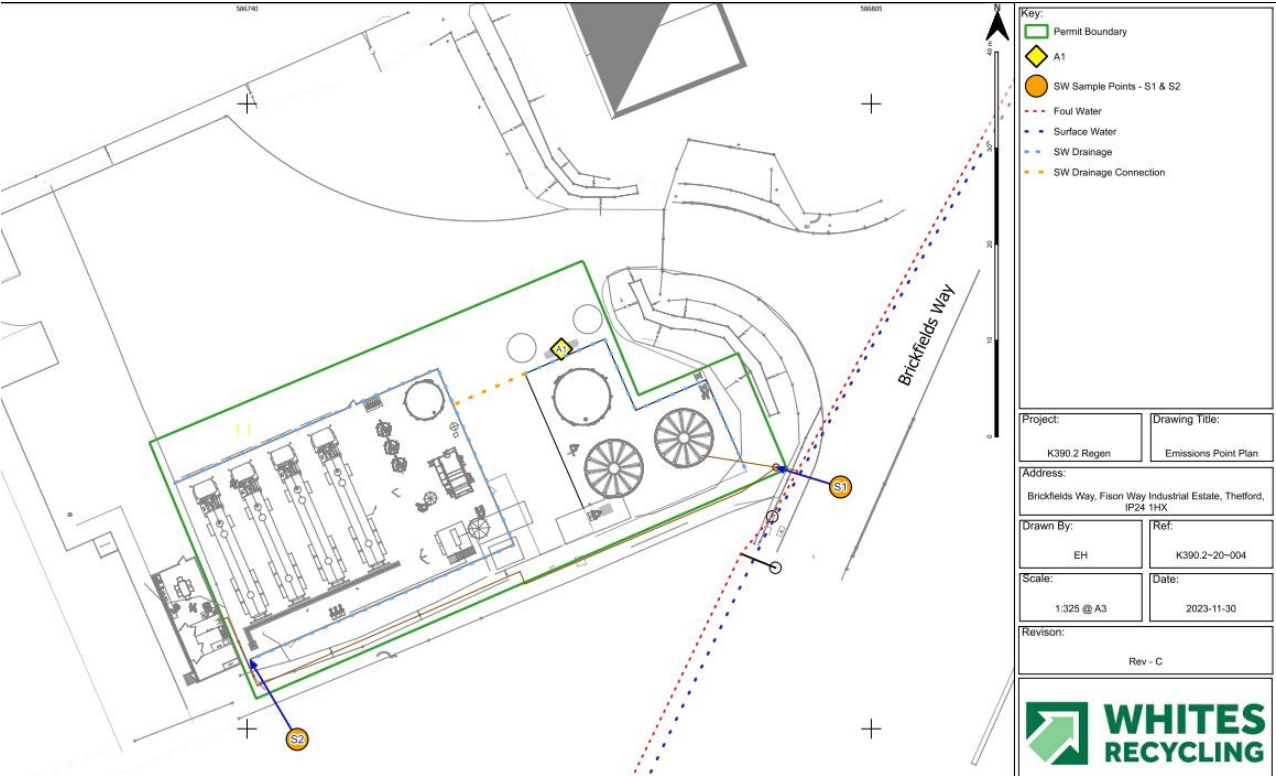 586740
586805
N
40 m
30
20
10
0
Brickfields Way
A1
S1
S2
Key:
Permit Boundary
A1
SW Sample Points - S1 & S2
Foul Water
Surface Water
SW Drainage
SW Drainage Connection
Project:
K390.2 Regen
Drawing Title:
Emissions Point Plan
Address:
Brickfields Way, Fison Way Industrial Estate, Thetford,
IP24 1HX
Drawn By:
EH
Ref:
K390.2~20~004
Scale:
1:325 @ A3
Date:
2023-11-30
Revison:
Rev - C
WHITES
RECYCLING